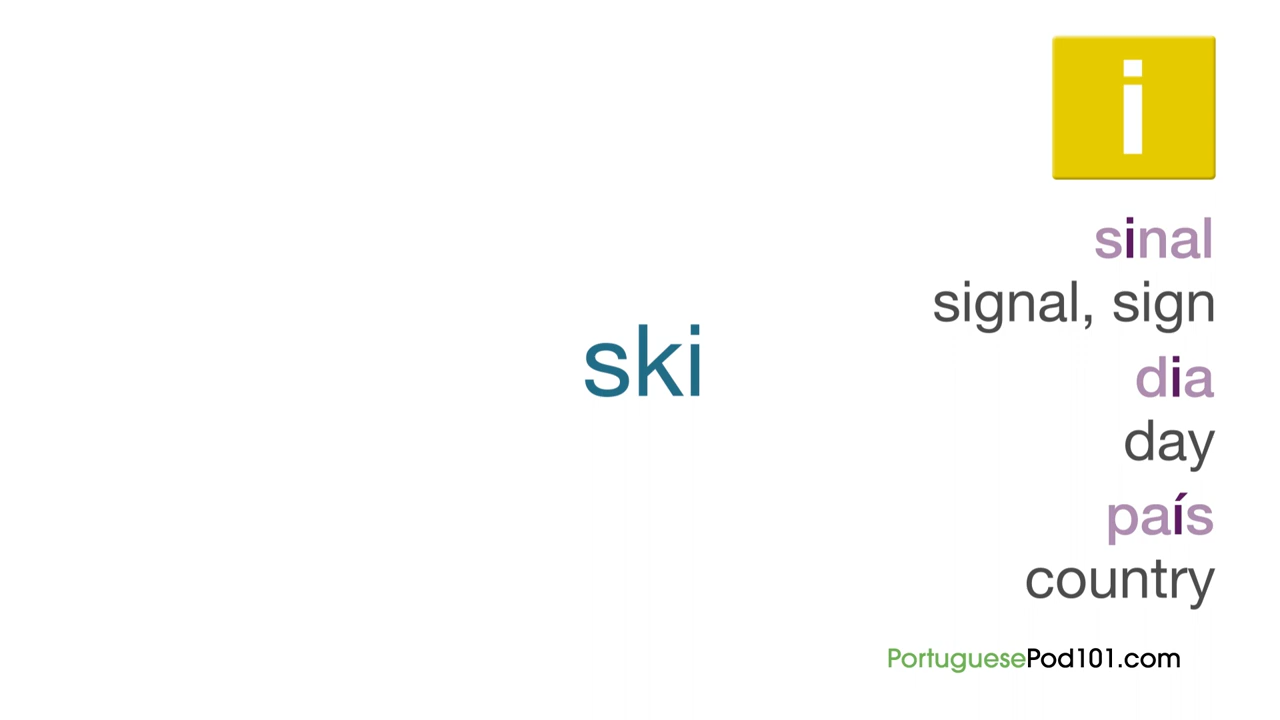 i
sinal
signal, sign
ski
dia
day
país
country
PortuguesePod101.com